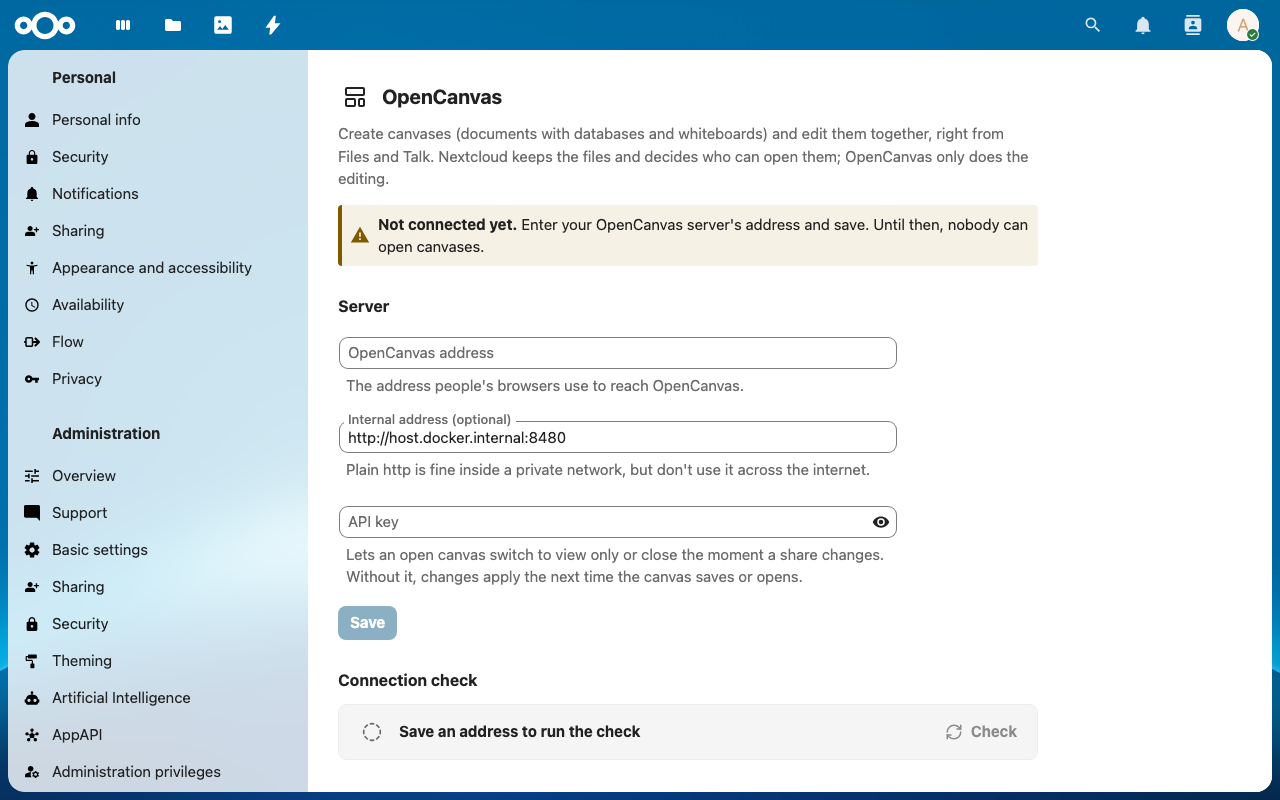 A
Personal
Personal info
Security
Notifications
Sharing
Appearance and accessibility
Availability
Flow
Privacy
Administration
Overview
Support
Basic settings
Sharing
Security
Theming
Artificial Intelligence
AppAPI
Administration privileges
OpenCanvas
Create canvases (documents with databases and whiteboards) and edit them together, right from
Files and Talk. Nextcloud keeps the files and decides who can open them; OpenCanvas only does the
editing.
Not connected yet. Enter your OpenCanvas server's address and save. Until then, nobody can
open canvases.
Server
OpenCanvas address
The address people's browsers use to reach OpenCanvas.
Internal address (optional)
http://host.docker.internal:8480
Plain http is fine inside a private network, but don't use it across the internet.
API key
Lets an open canvas switch to view only or close the moment a share changes.
Without it, changes apply the next time the canvas saves or opens.
Save
Connection check
Save an address to run the check
Check